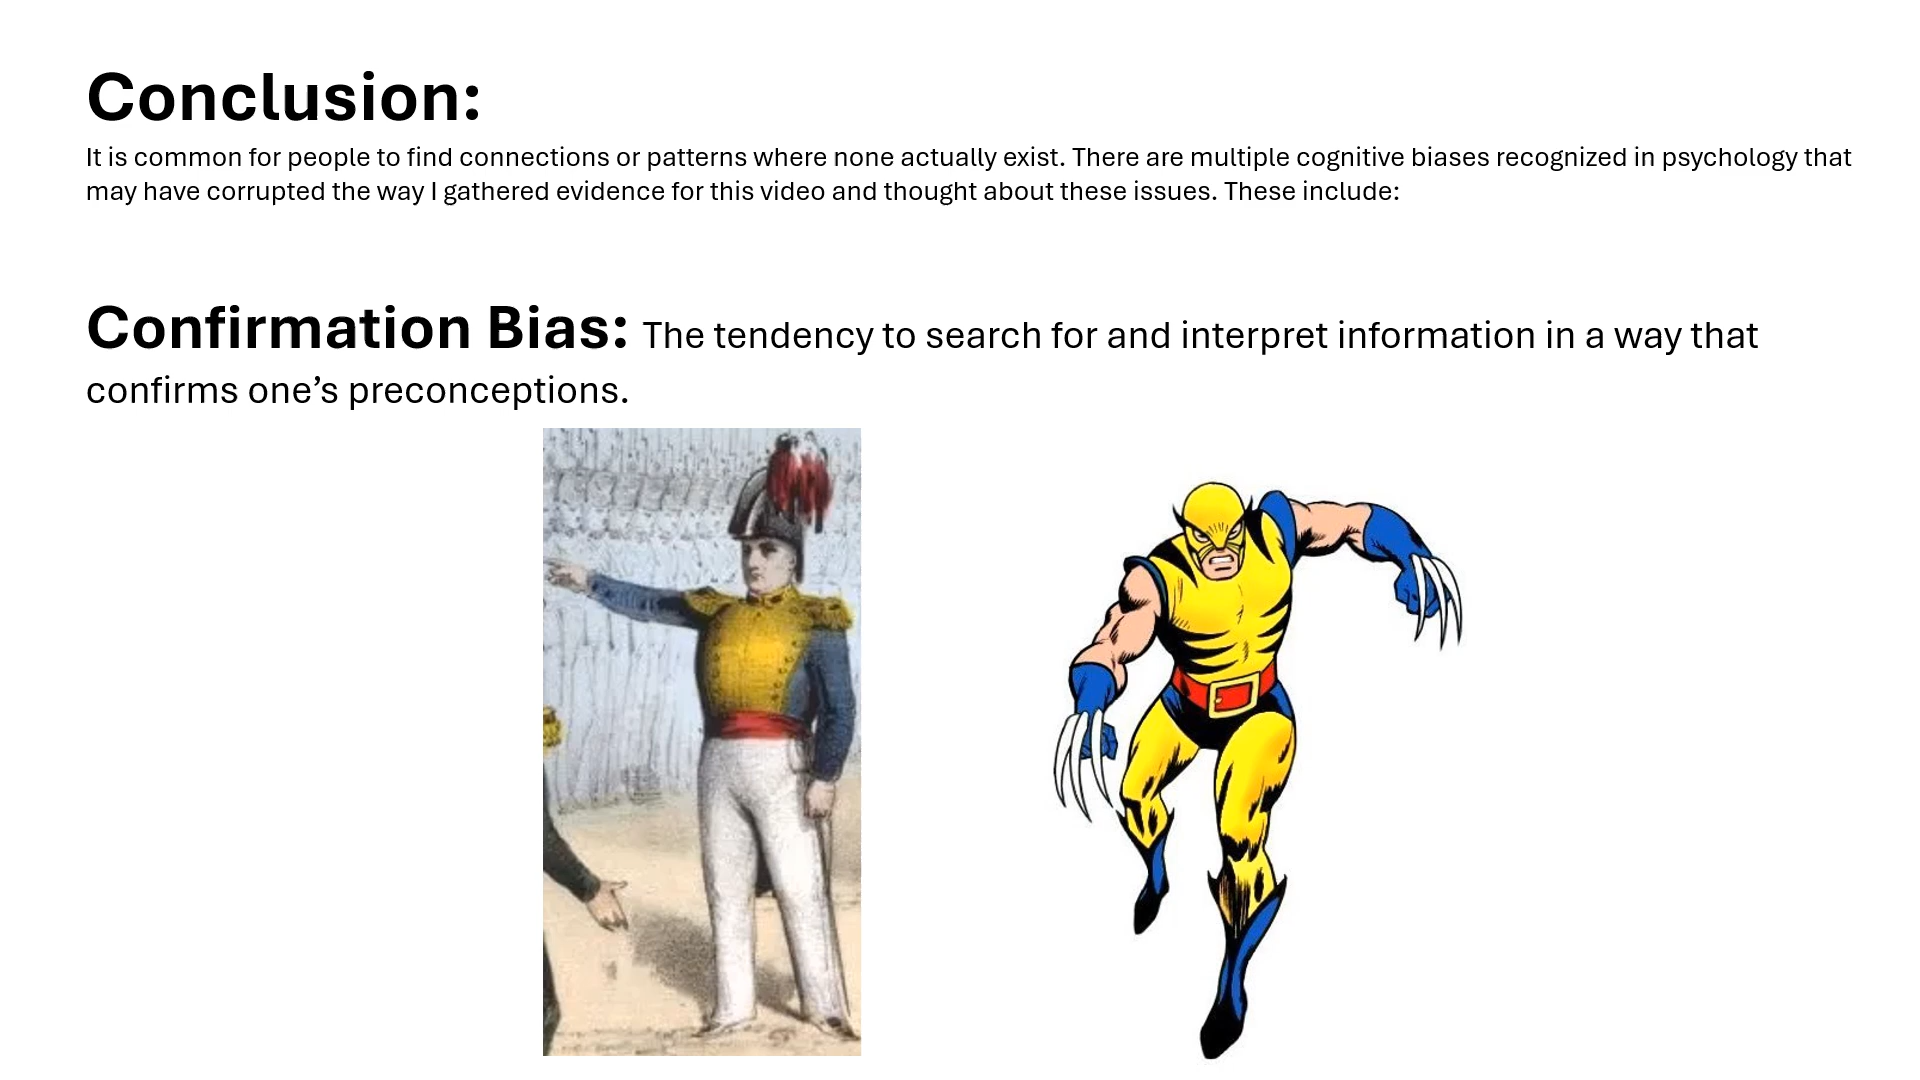 Conclusion:
It is common for people to find connections or patterns where none actually exist. There are multiple cognitive biases recognized in psychology that
may have corrupted the way I gathered evidence for this video and thought about these issues. These include:
Confirmation Bias: The tendency to search for and interpret information in a way that
confirms one’s preconceptions.